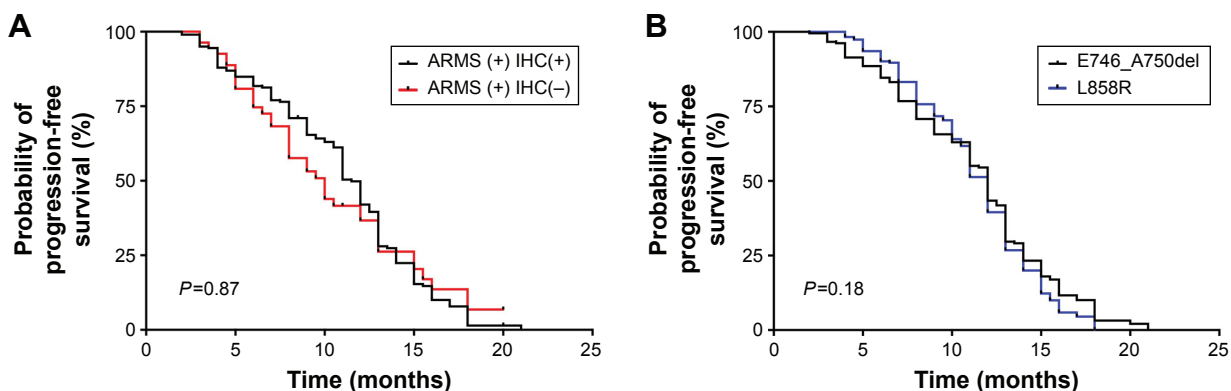 A
Probability of
progression-free
survival (%)
100
75
50
25
0
ARMS (+) IHC(+)
ARMS (+) IHC(–)
P=0.87
0 5 10 15 20 25
Time (months)
B
Probability of
progression-free
survival (%)
100
75
50
25
0
E746_A750del
L858R
P=0.18
0 5 10 15 20 25
Time (months)